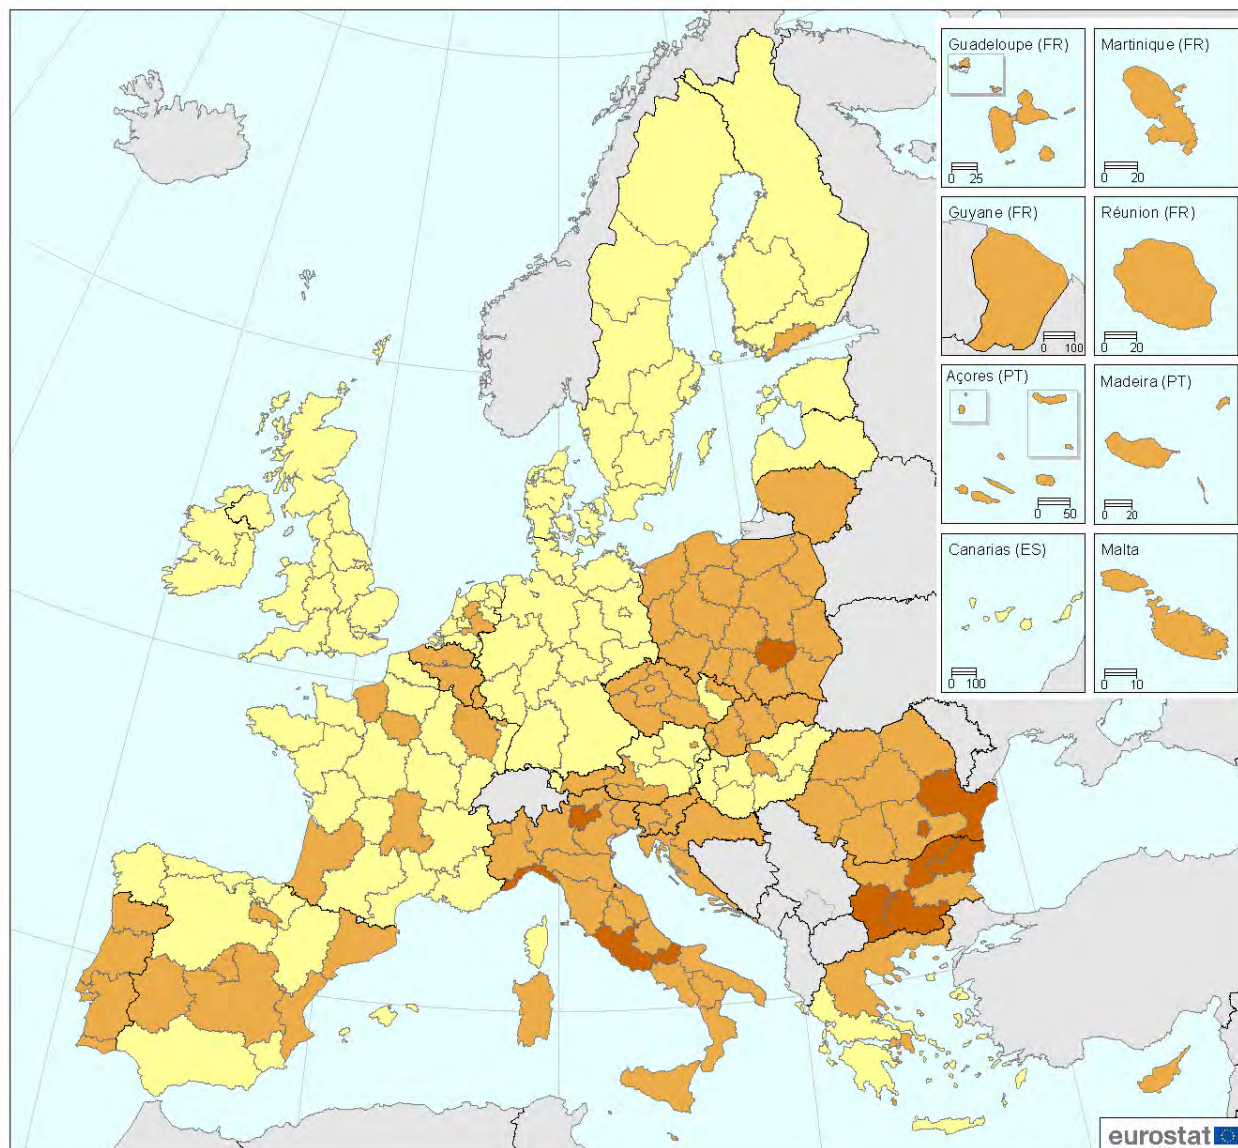 Guadeloupe (FR)
0 25
Martinique (FR)
0 20
Guyane (FR)
0 100
Réunion (FR)
0 20
Açores (PT)
0 50
Madeira (PT)
0 20
Canarias (ES)
0 100
Malta
0 10
eurostat